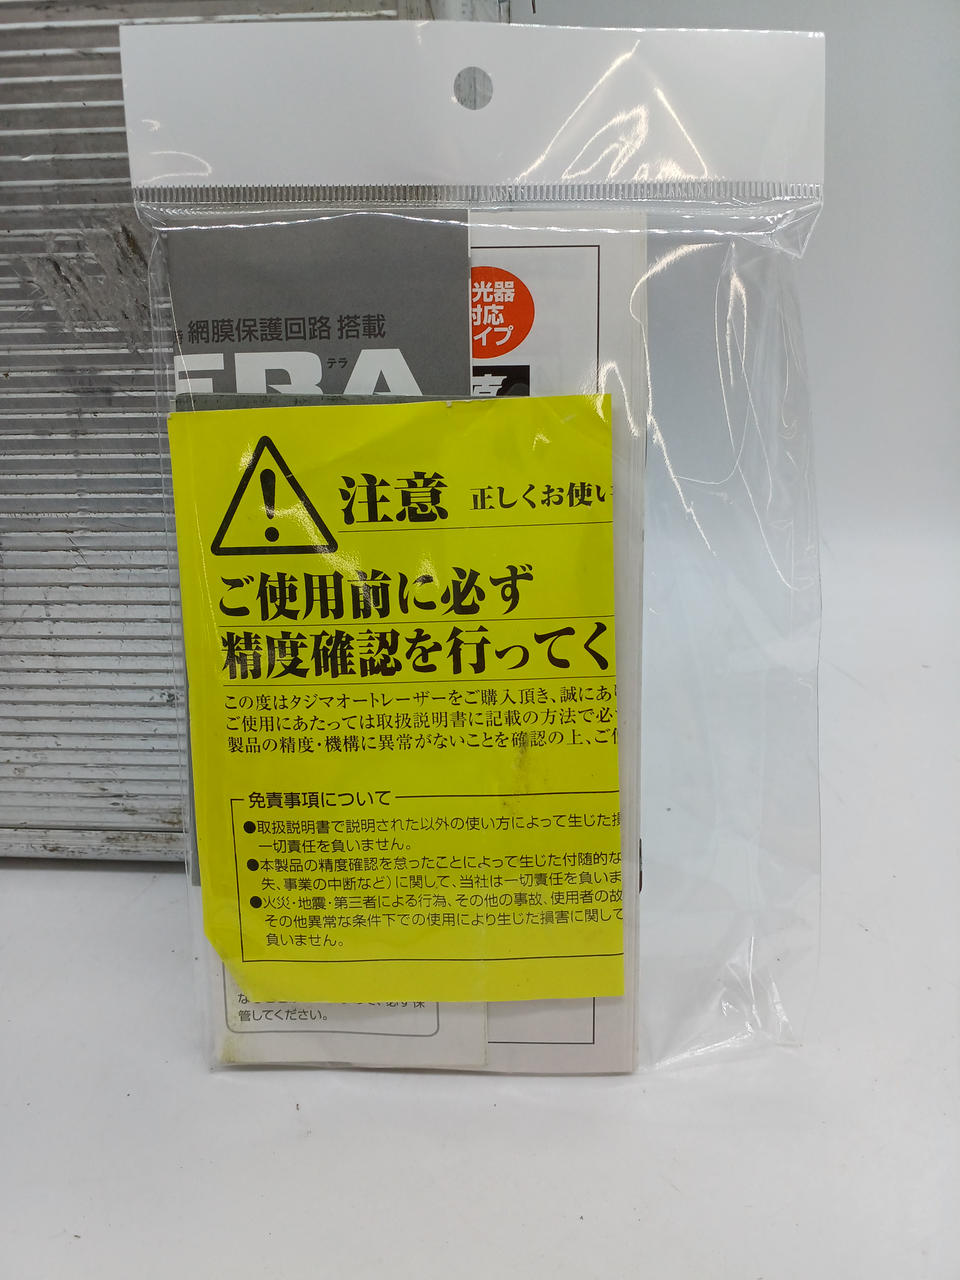 網膜保護回路 搭載
テラ
ERA
光器
対応
イプ
注意 正しくお使い
ご使用前に必ず
精度確認を行ってく
この度はタジマオートレーザーをご購入頂き、誠にあ
ご使用にあたっては取扱説明書に記載の方法で必
製品の精度・機構に異常がないことを確認の上、ご
免責事項について
●取扱説明書で説明された以外の使い方によって生じた損
一切責任を負いません。
●本製品の精度確認を怠ったことによって生じた付随的な
失、事業の中断など)に関して、当社は一切責任を負いま
●火災・地震・第三者による行為、その他の事故、使用者の故
その他異常な条件下での使用により生じた損害に関して
負いません。
管してください。